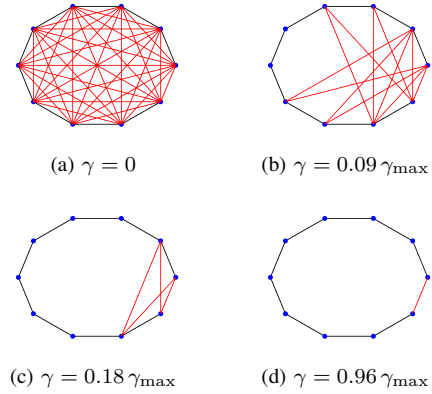 (a) γ = 0
(b) γ = 0.09 γmax
(c) γ = 0.18 γmax
(d) γ = 0.96 γmax